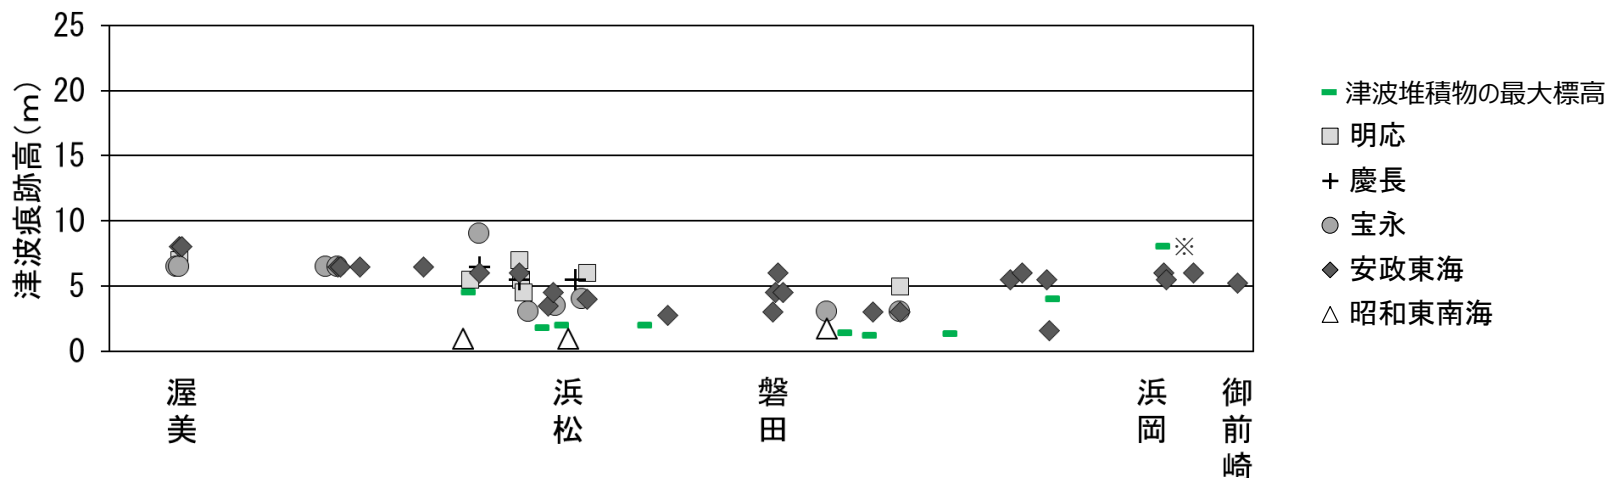 津波痕跡高(m)
25
20
15
10
5
0
※
渥美
浜松
磐田
浜岡
御前崎
津波堆積物の最大標高
明応
慶長
宝永
安政東海
昭和東南海